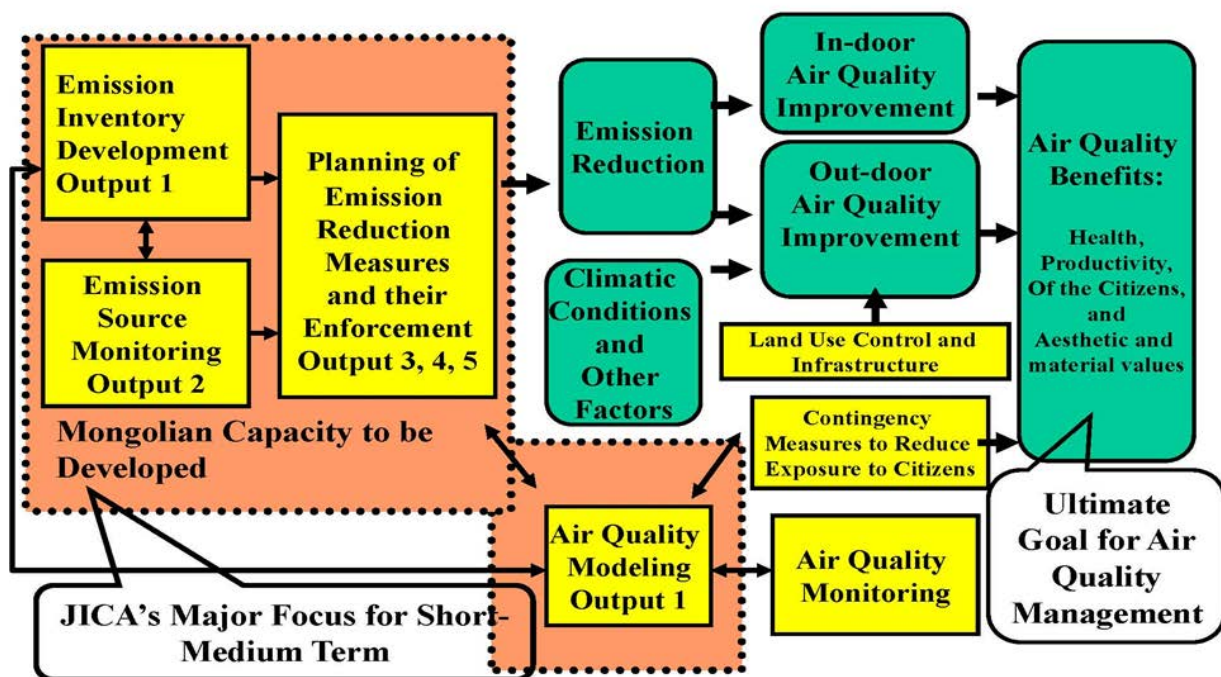 Emission
Inventory
Development
Output 1
Emission
Source
Monitoring
Output 2
Planning of
Emission
Reduction
Measures
and their
Enforcement
Output 3, 4, 5
Mongolian Capacity to be
Developed
JICA's Major Focus for Short-
Medium Term
Emission
Reduction
Climatic
Conditions
and
Other
Factors
In-door
Air Quality
Improvement
Out-door
Air Quality
Improvement
Land Use Control and
Infrastructure
Contingency
Measures to Reduce
Exposure to Citizens
Air Quality
Modeling
Output 1
Air Quality
Monitoring
Air Quality
Benefits:
Health,
Productivity,
Of the Citizens,
and
Aesthetic and
material values
Ultimate
Goal for Air
Quality
Management